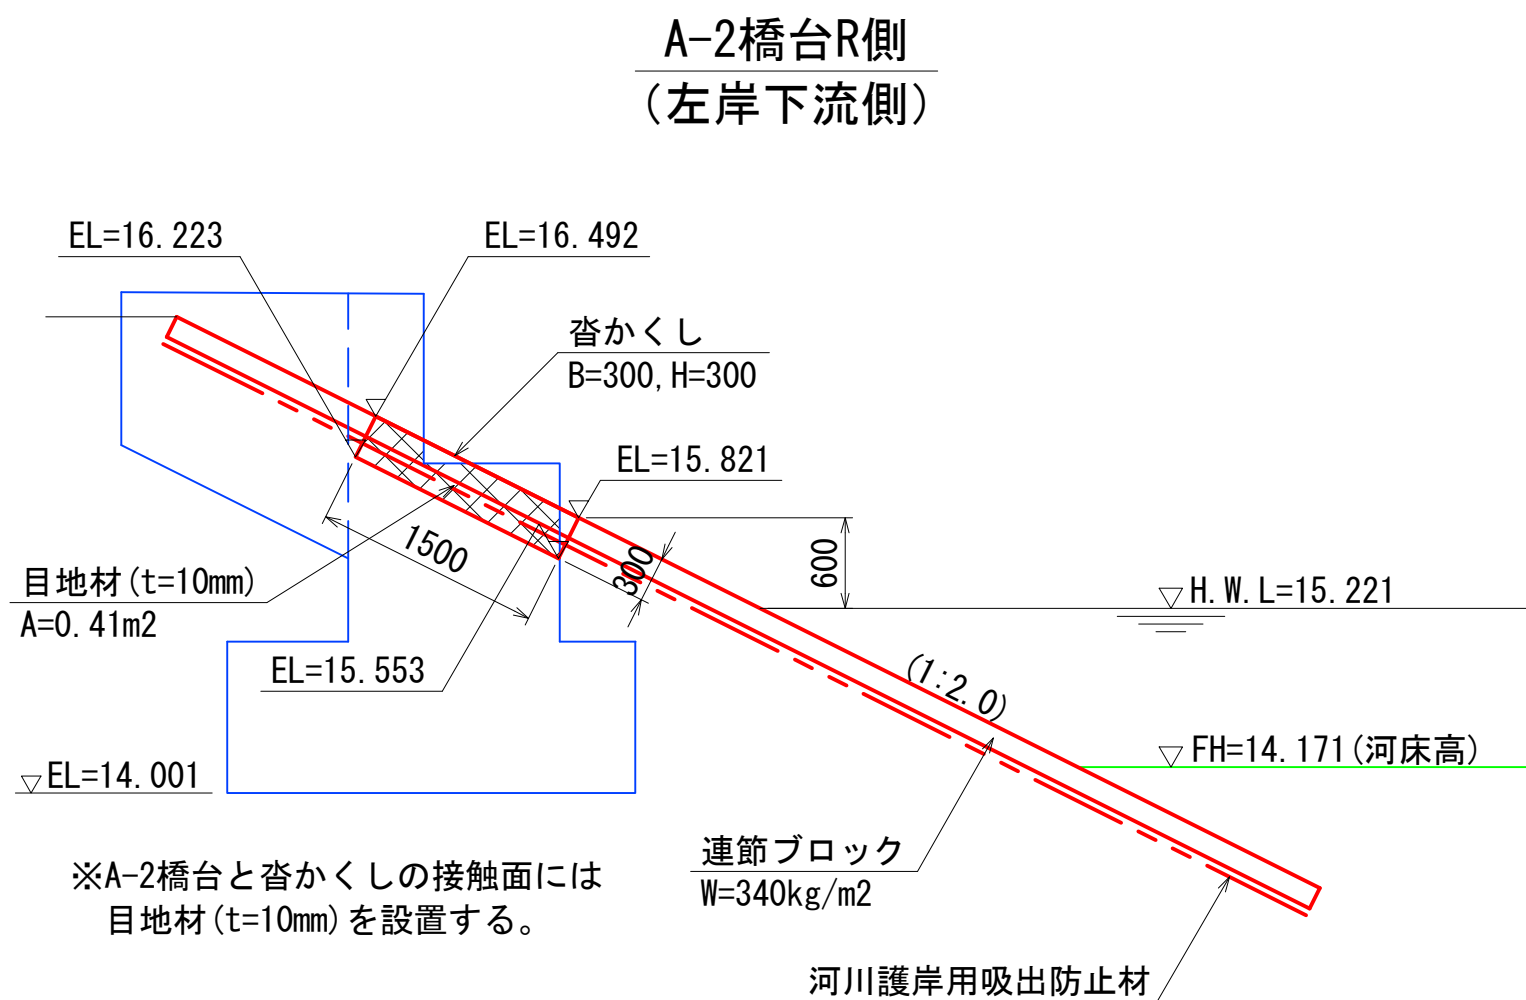 A-2橋台R側
(左岸下流側)
EL=16.223
EL=16.492
沓かくし
B=300,H=300
EL=15.821
1500
300
600
目地材(t=10mm)
A=0.41m2
H.W.L=15.221
EL=15.553
(1:2.0)
FH=14.171(河床高)
EL=14.001
連節ブロック
W=340kg/m2
※A-2橋台と沓かくしの接触面には
目地材(t=10mm)を設置する。
河川護岸用吸出防止材